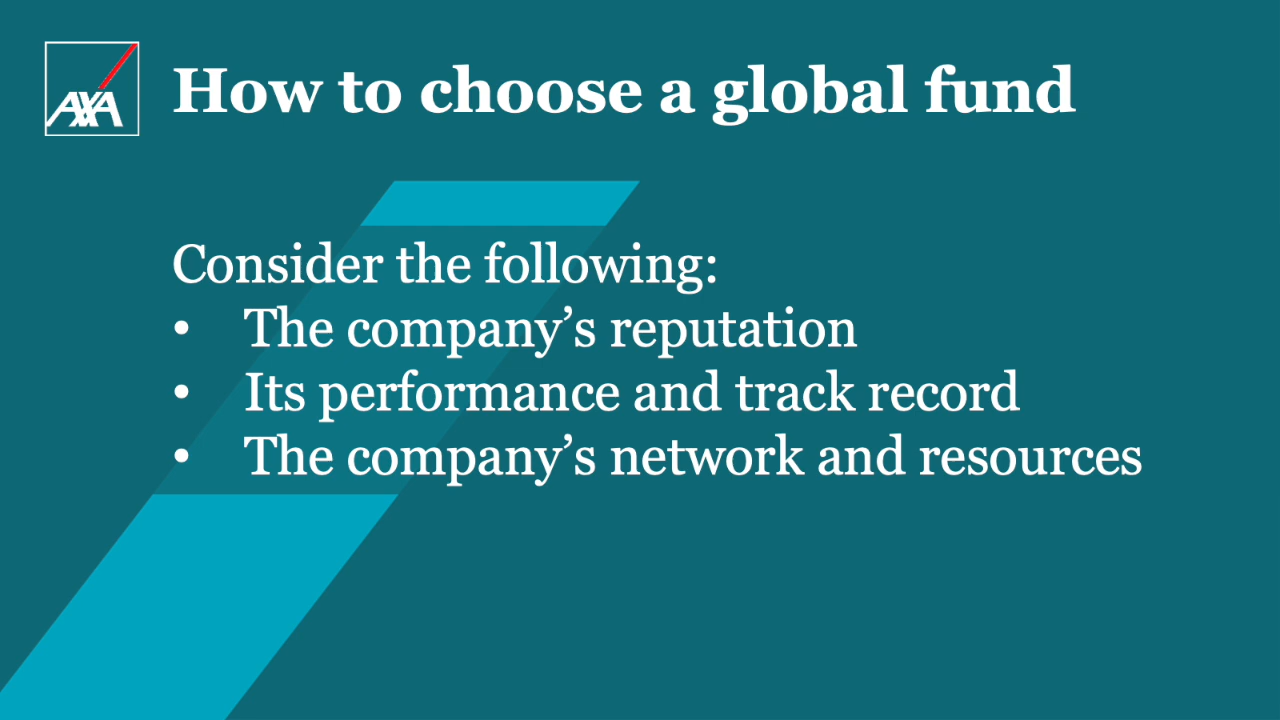 AXA
How to choose a global fund
Consider the following:
• The company’s reputation
• Its performance and track record
• The company’s network and resources